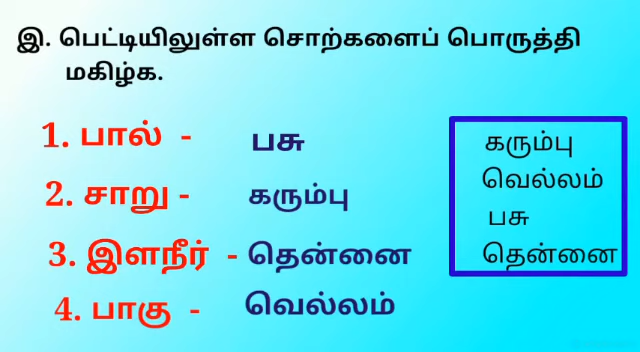 இ. பெட்டியிலுள்ள சொற்களைப் பொருத்தி
மகிழ்க.
1. பால் - பசு
2. சாறு - கரும்பு
3. இளநீர் - தென்னை
4. பாகு - வெல்லம்
கரும்பு
வெல்லம்
பசு
தென்னை